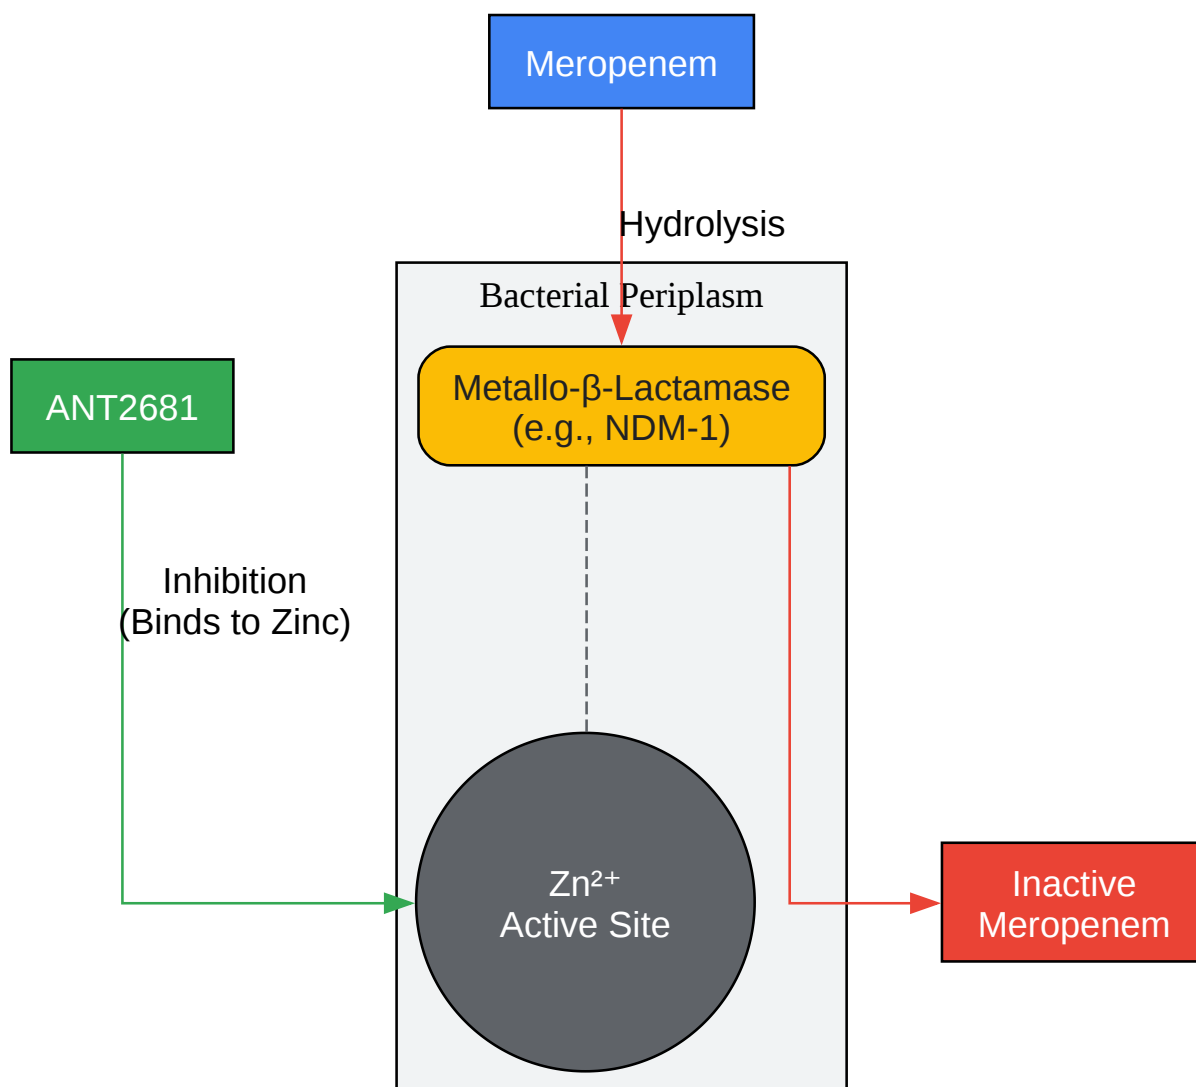 Meropenem
Hydrolysis
Bacterial Periplasm
Metallo-β-Lactamase
(e.g., NDM-1)
ANT2681
Inhibition
(Binds to Zinc)
Zn²⁺
Active Site
Inactive
Meropenem